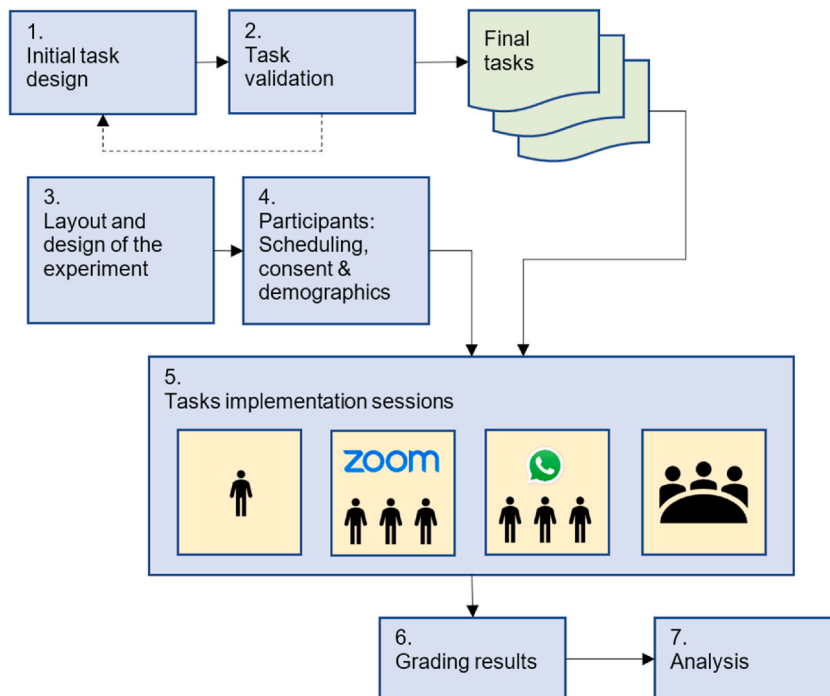 1.
Initial task
design
2.
Task
validation
Final
tasks
3.
Layout and
design of the
experiment
4.
Participants:
Scheduling,
consent &
demographics
5.
Tasks implementation sessions
zoom
6.
Grading results
7.
Analysis